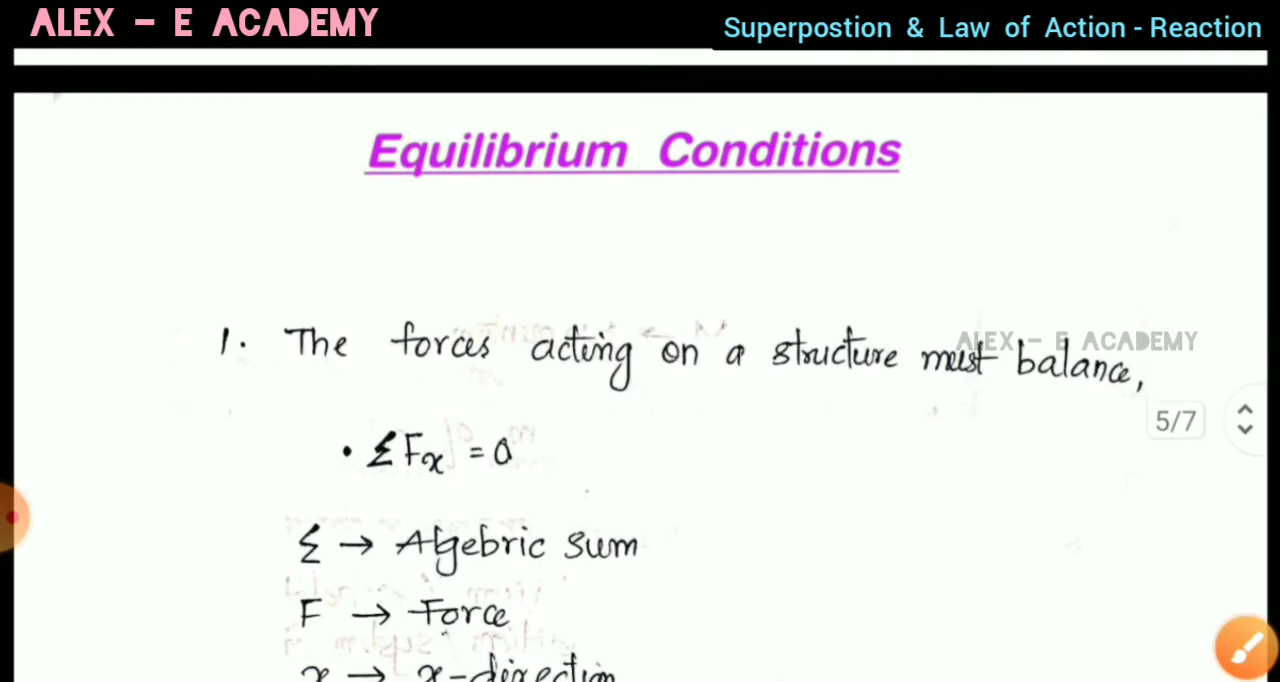 ALEX - E ACADEMY
Superpostion & Law of Action - Reaction
Equilibrium Conditions
1. The forces acting on a structure must balance,
ALEX - E ACADEMY
5/7
• ΣFx = 0
Σ → Algebric sum
F → Force
x → x-direction